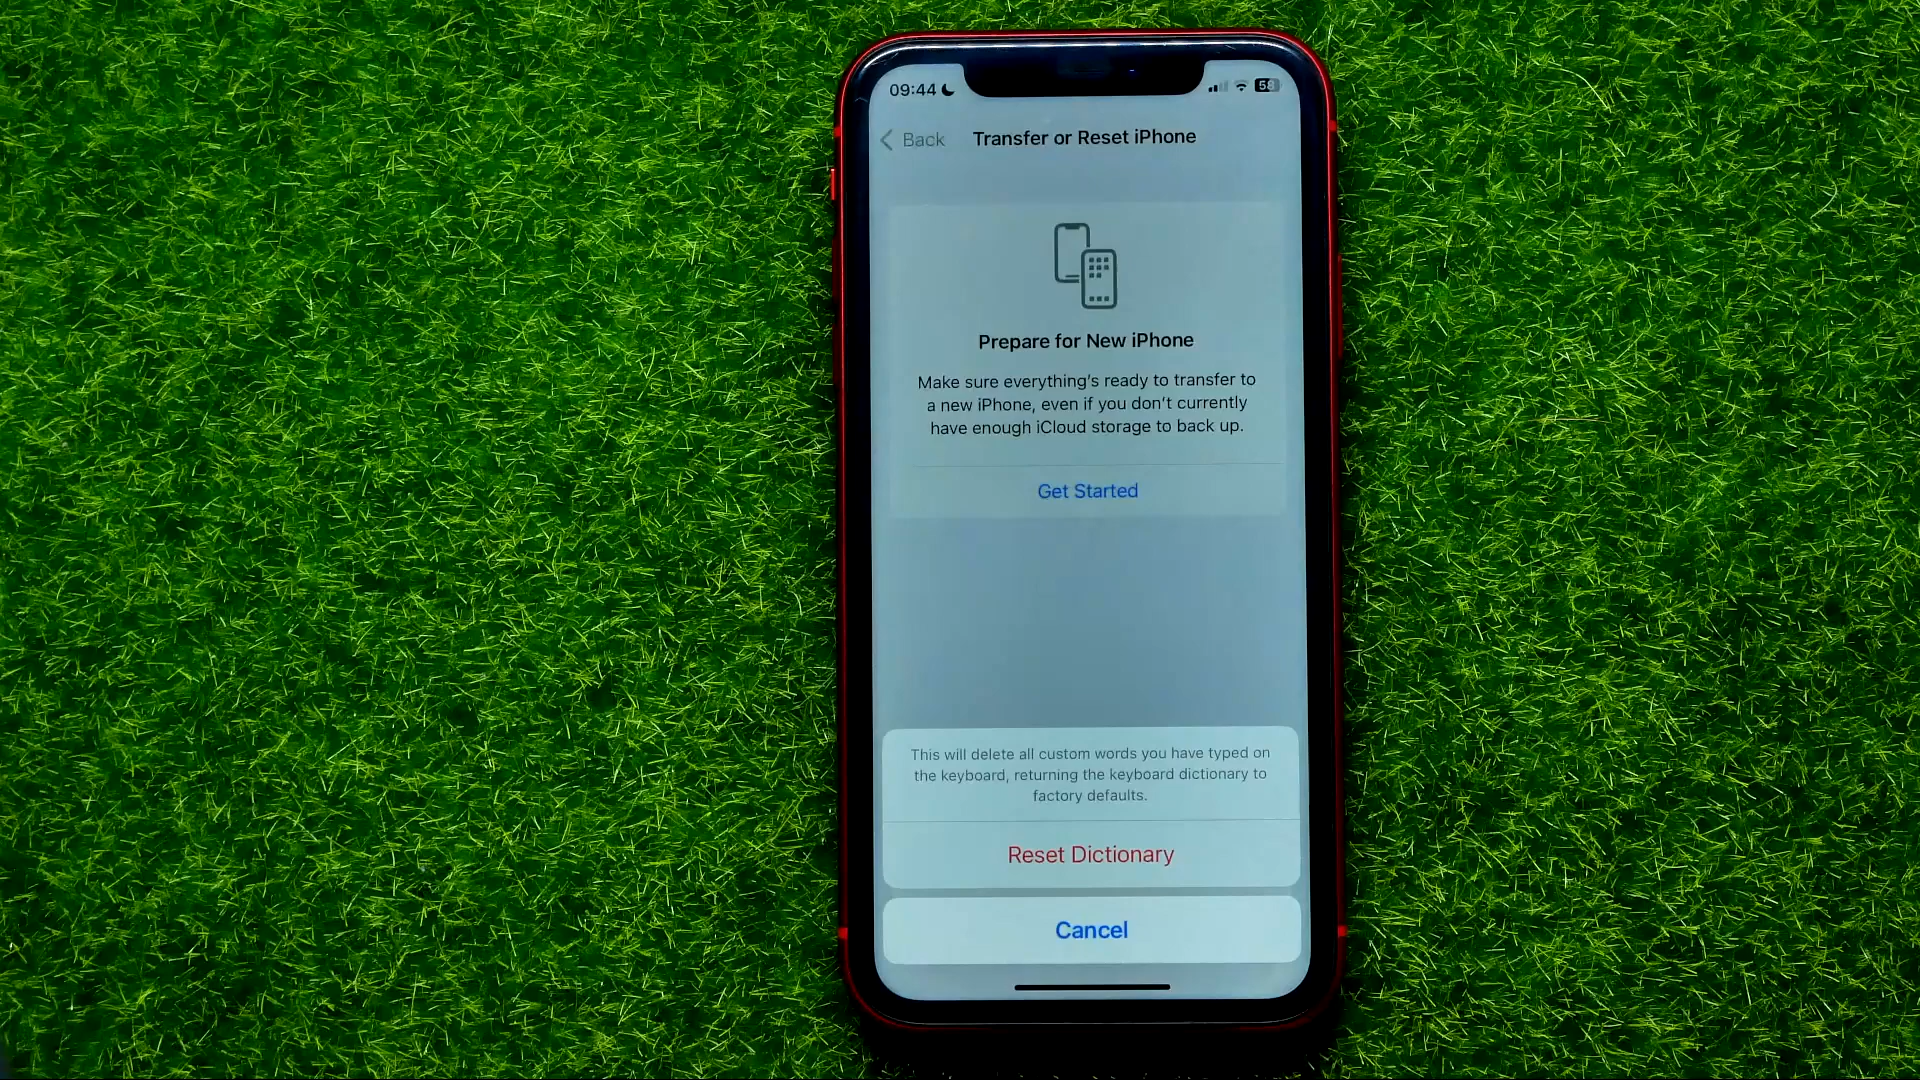 09:44
58
Back
Transfer or Reset iPhone
Prepare for New iPhone
Make sure everything's ready to transfer to
a new iPhone, even if you don't currently
have enough iCloud storage to back up.
Get Started
This will delete all custom words you have typed on
the keyboard, returning the keyboard dictionary to
factory defaults.
Reset Dictionary
Cancel